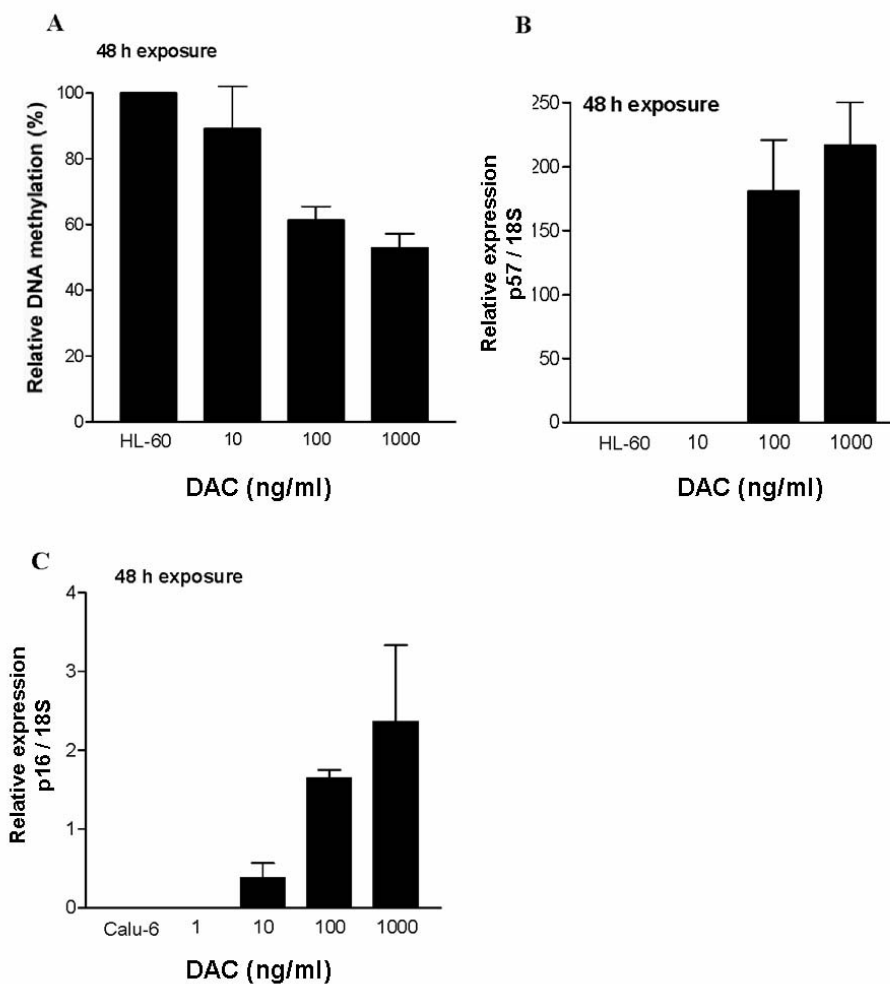 A
48 h exposure
Relative DNA methylation (%)
100
80
60
40
20
0
HL-60 10 100 1000
DAC (ng/ml)
B
48 h exposure
Relative expression
p57 / 18S
250
200
150
100
50
0
HL-60 10 100 1000
DAC (ng/ml)
C
48 h exposure
Relative expression
p16 / 18S
4
3
2
1
0
Calu-6 1 10 100 1000
DAC (ng/ml)